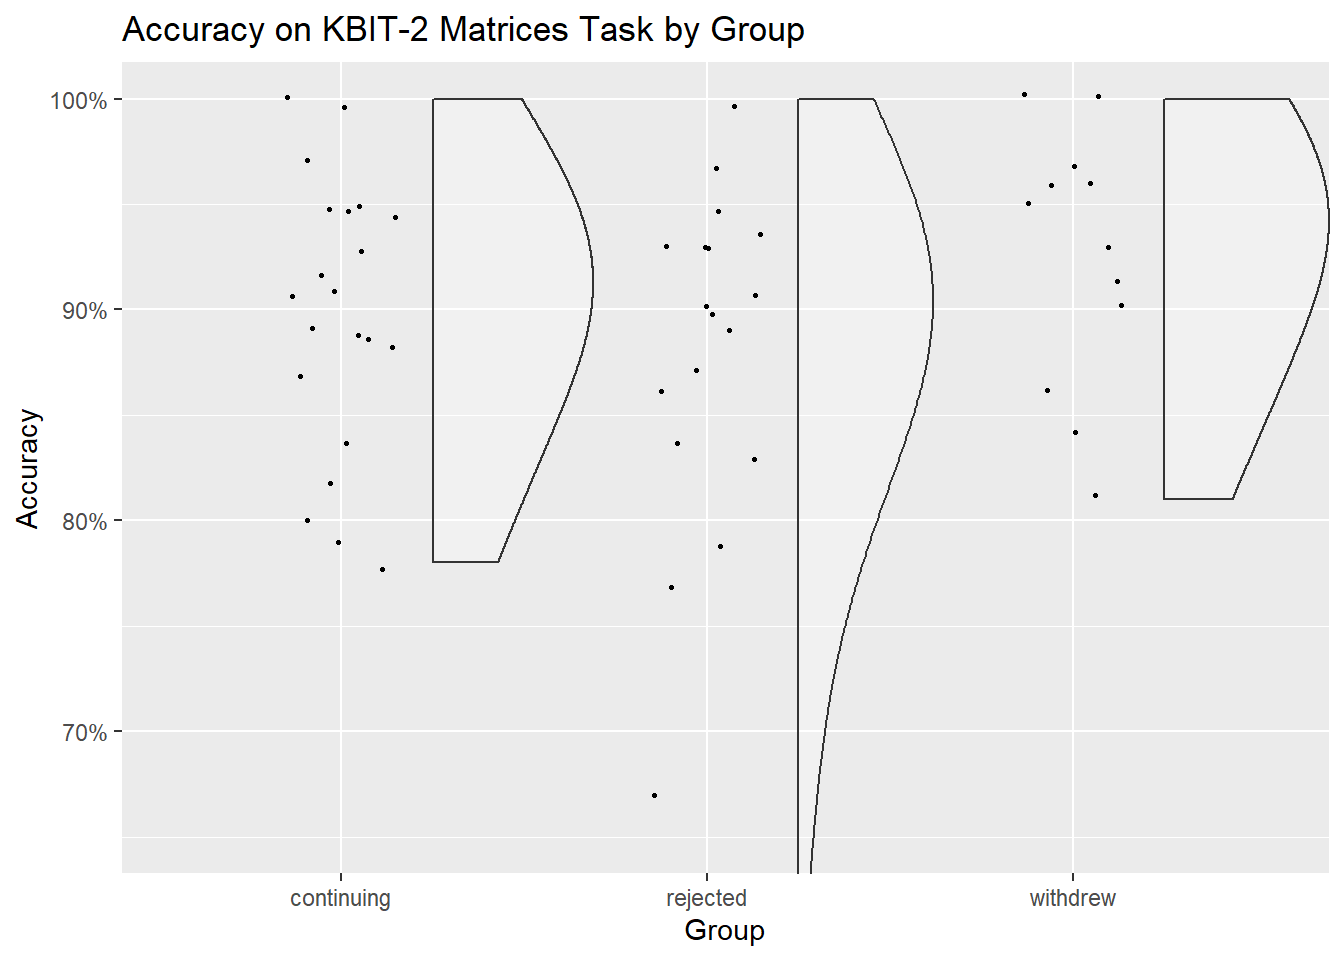 Accuracy on KBIT-2 Matrices Task by Group
100%
90%
80%
70%
Accuracy
continuing
rejected
withdrew
Group